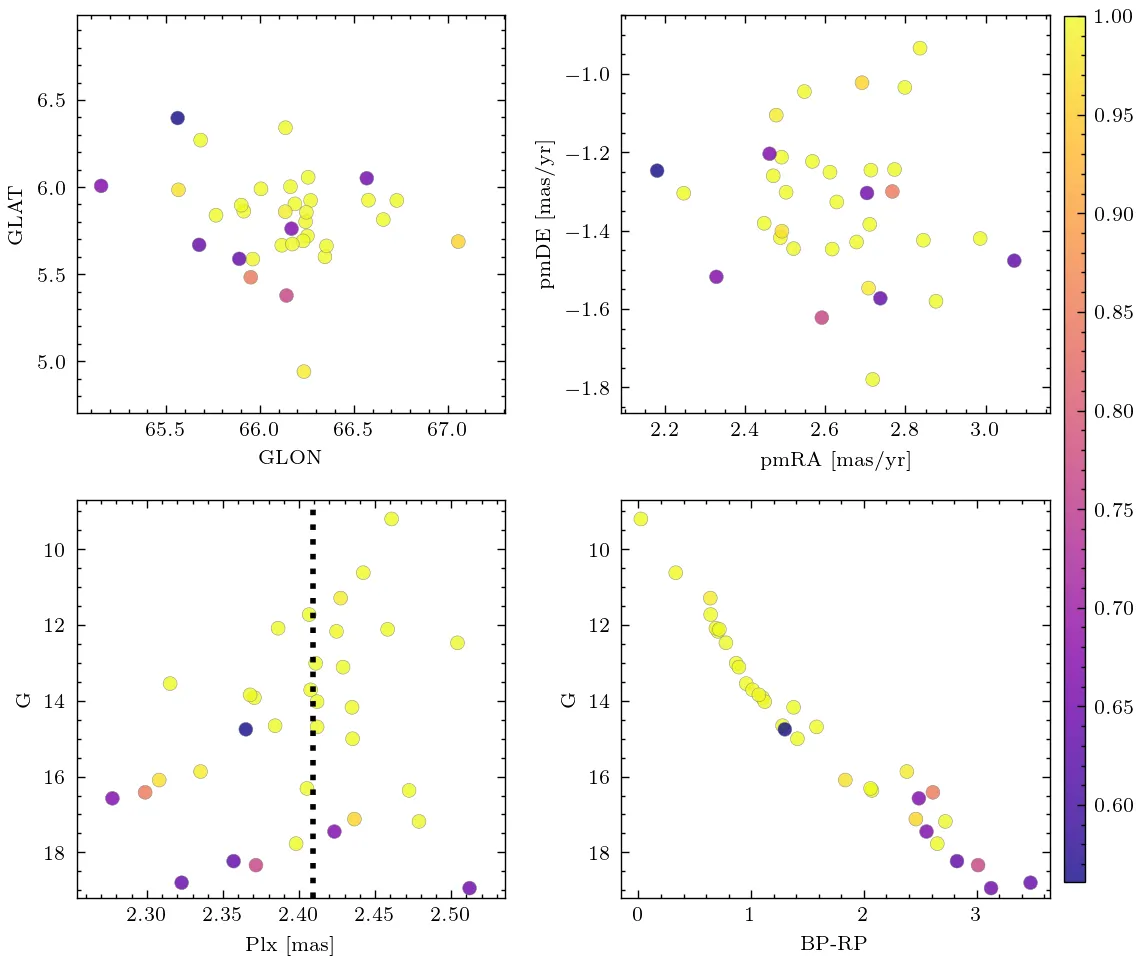 6.5
6.0
5.5
5.0
GLAT
65.5 66.0 66.5 67.0
GLON
−1.0
−1.2
−1.4
−1.6
−1.8
pmDE [mas/yr]
2.2 2.4 2.6 2.8 3.0
pmRA [mas/yr]
10
12
14
16
18
G
2.30 2.35 2.40 2.45 2.50
Plx [mas]
10
12
14
16
18
G
0 1 2 3
BP-RP
1.00
0.95
0.90
0.85
0.80
0.75
0.70
0.65
0.60